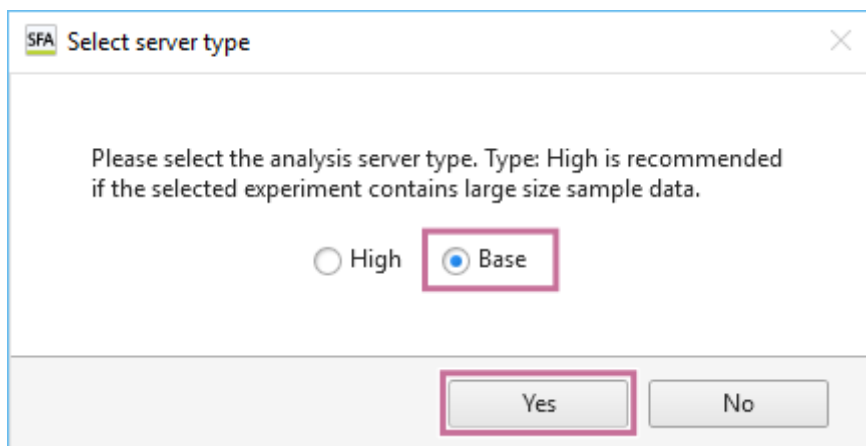 SFA Select server type
Please select the analysis server type. Type: High is recommended
if the selected experiment contains large size sample data.
High Base
Yes No